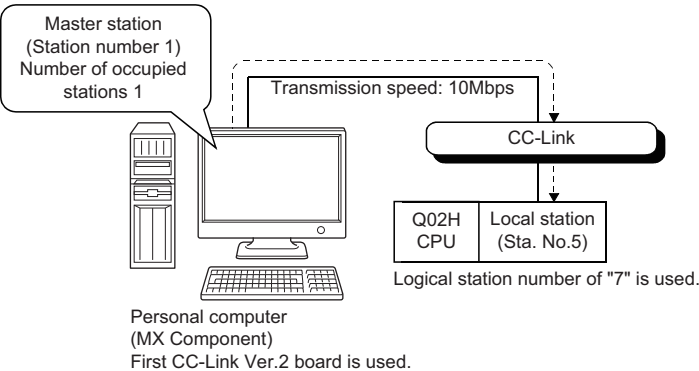 Master station
(Station number 1)
Number of occupied
stations 1
Transmission speed: 10Mbps
CC-Link
Q02H
CPU
Local station
(Sta. No.5)
Logical station number of "7" is used.
Personal computer
(MX Component)
First CC-Link Ver.2 board is used.